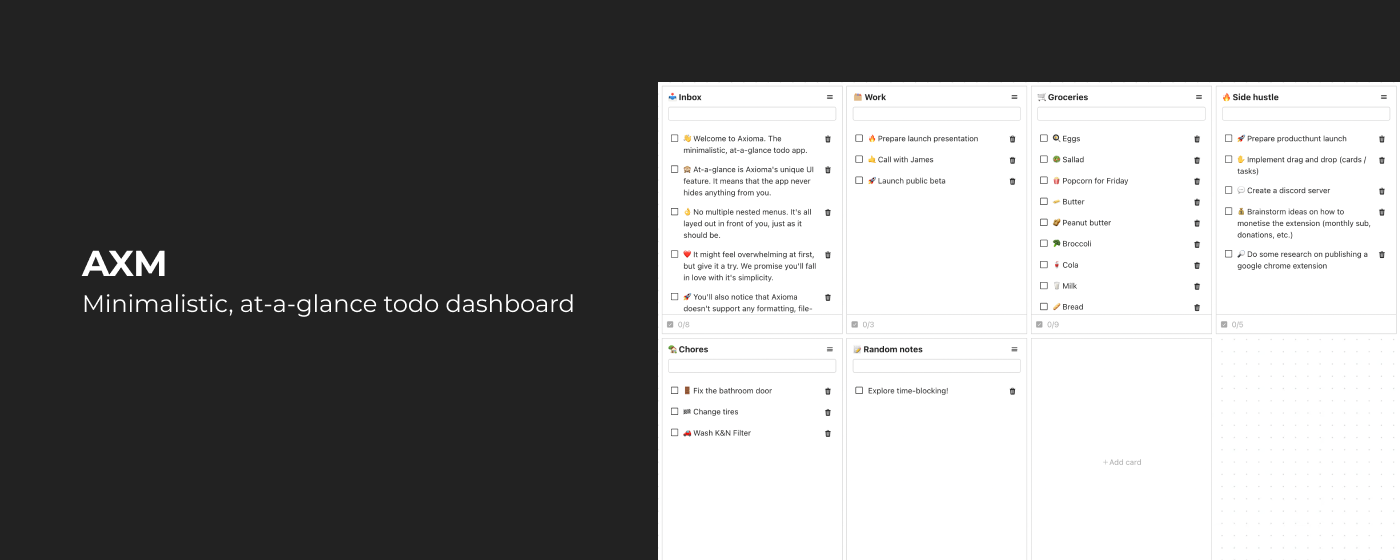 AXM
Minimalistic, at-a-glance todo dashboard
Inbox
👋 Welcome to Axioma. The
minimalistic, at-a-glance todo app.
🙈 At-a-glance is Axioma's unique UI
feature. It means that the app never
hides anything from you.
👌 No multiple nested menus. It's all
layed out in front of you, just as it
should be.
❤️ It might feel overwhelming at first,
but give it a try. We promise you'll fall
in love with it's simplicity.
🚀 You'll also notice that Axioma
doesn't support any formatting, file-
0/8
Work
🔥 Prepare launch presentation
🤙 Call with James
🚀 Launch public beta
0/3
🛒 Groceries
🍳 Eggs
🥗 Sallad
🍿 Popcorn for Friday
🧈 Butter
🥜 Peanut butter
🥦 Broccoli
Cola
🥛 Milk
🥖 Bread
0/9
🔥 Side hustle
🚀 Prepare producthunt launch
Implement drag and drop (cards /
tasks)
💬 Create a discord server
💰 Brainstorm ideas on how to
monetise the extension (monthly sub,
donations, etc.)
🔎 Do some research on publishing a
google chrome extension
0/5
🏡 Chores
🚪 Fix the bathroom door
🏁 Change tires
🚗 Wash K&N Filter
📝 Random notes
Explore time-blocking!
+ Add card